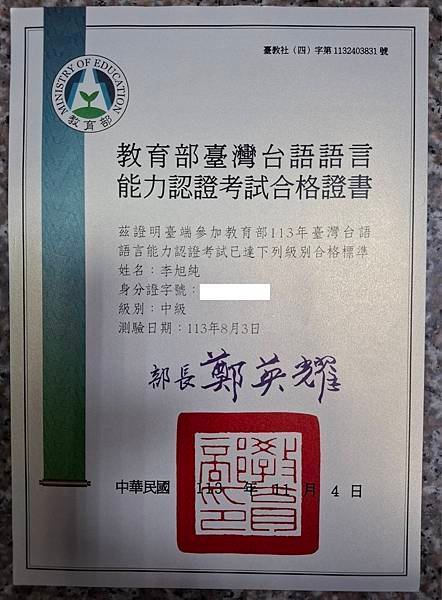 臺教社（四）字第1132403831號
MINISTRY OF EDUCATION
教育部
教育部臺灣台語語言
能力認證考試合格證書
茲證明臺端參加教育部113年臺灣台語
語言能力認證考試已達下列級別合格標準
姓名：李旭純
身分證字號：
級別：中級
測驗日期：113年8月3日
部長 鄭英耀
中華民國 113 年 11 月 4 日